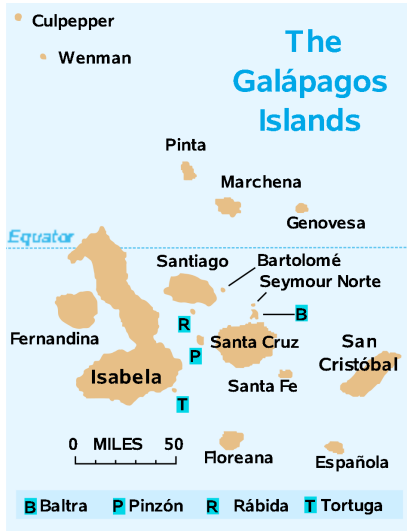 Culpepper
Wenman
The
Galápagos
Islands
Pinta
Marchena
Genovesa
Equator
Santiago
Bartolomé
Seymour Norte
B
R
Fernandina
P
Santa Cruz
San
Cristóbal
Isabela
Santa Fe
T
0 MILES 50
Floreana
Española
B Baltra P Pinzón R Rábida T Tortuga